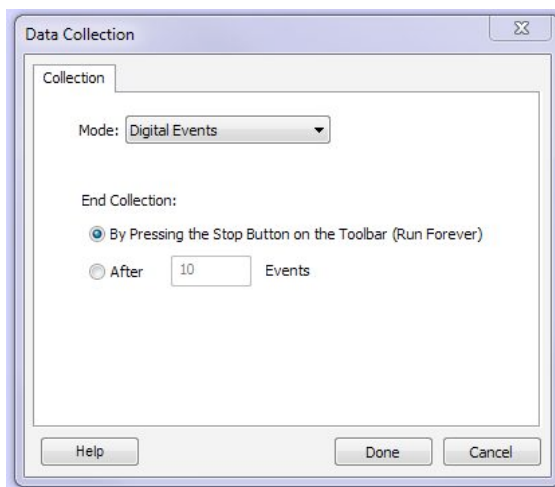 Data Collection
Collection
Mode: Digital Events
End Collection:
By Pressing the Stop Button on the Toolbar (Run Forever)
After 10 Events
Help Done Cancel